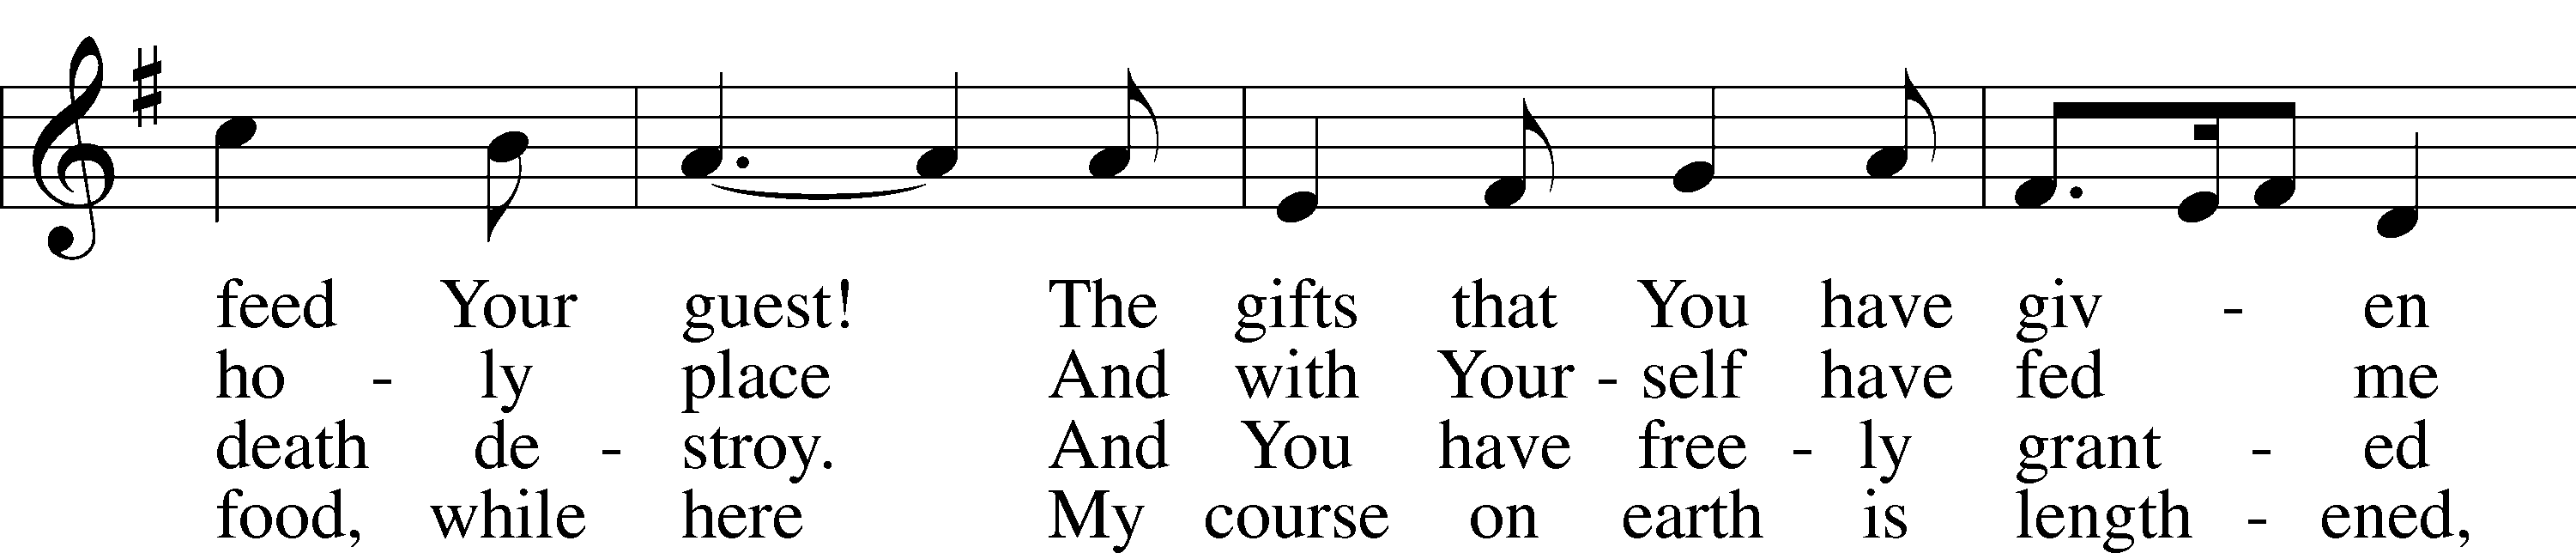 feed Your guest! The gifts that You have giv - en
ho - ly place And with Your - self have fed me
death de - stroy. And You have free - ly grant - ed
food, while here My course on earth is length - ened,